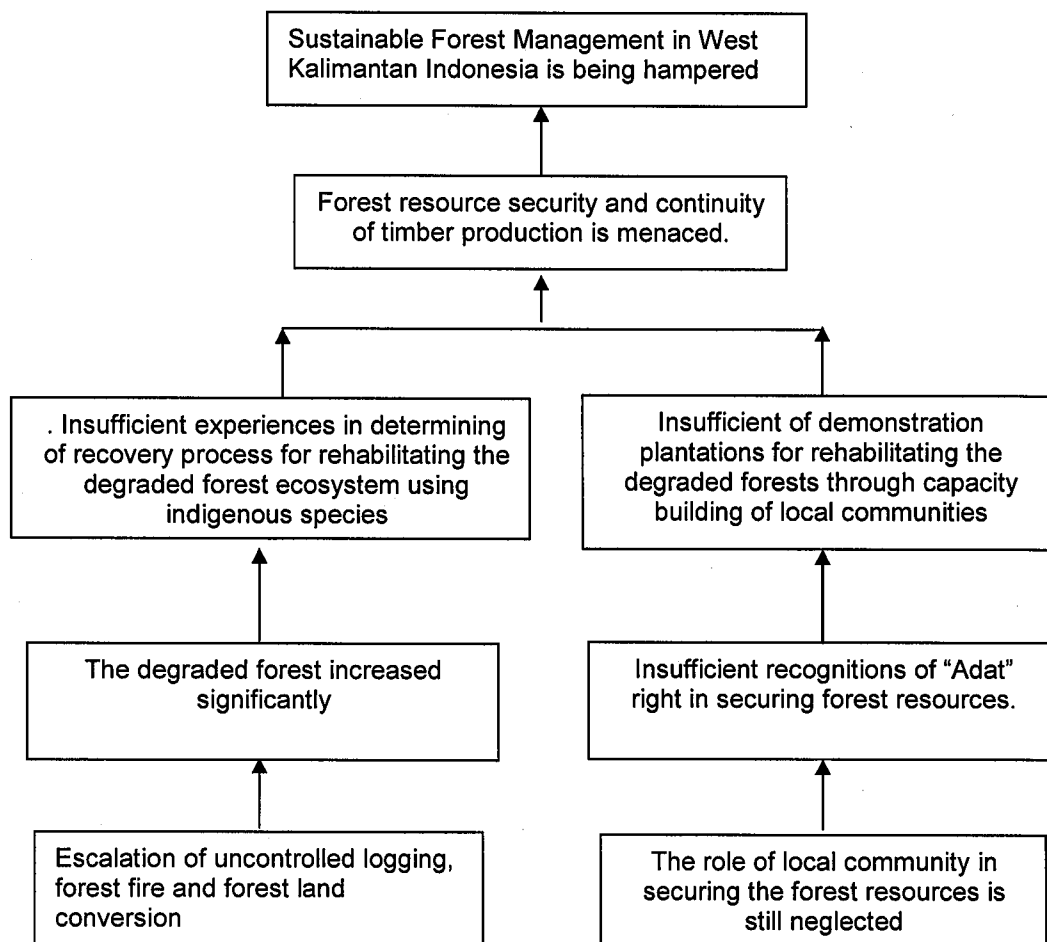 Sustainable Forest Management in West
Kalimantan Indonesia is being hampered
Forest resource security and continuity
of timber production is menaced.
. Insufficient experiences in determining
of recovery process for rehabilitating the
degraded forest ecosystem using
indigenous species
Insufficient of demonstration
plantations for rehabilitating the
degraded forests through capacity
building of local communities
The degraded forest increased
significantly
Insufficient recognitions of “Adat”
right in securing forest resources.
Escalation of uncontrolled logging,
forest fire and forest land
conversion
The role of local community in
securing the forest resources is
still neglected